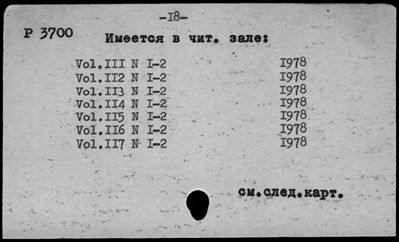 -18-
Р 3700
Имеется в чит. зале:
Vol.III N I-2 1978
Vol.II2 N I-2 1978
Vol.II3 N I-2 1978
Vol.II4 N I-2 1978
Vol.II5 N I-2 1978
Vol.II6 N I-2 1978
Vol.II7 N I-2 1978
см.след.карт.